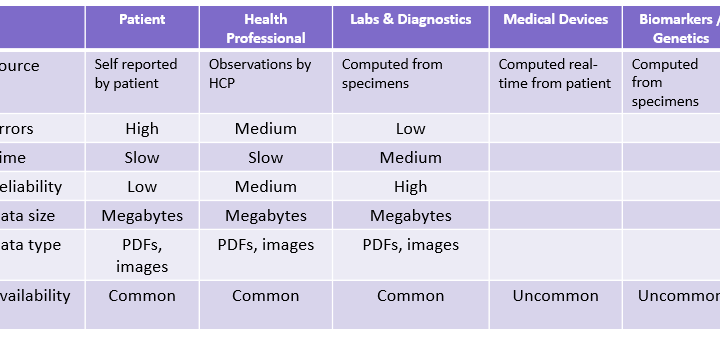 Patient Health Professional Labs & Diagnostics Medical Devices Biomarkers / Genetics
ource Self reported by patient Observations by HCP Computed from specimens Computed real-time from patient Computed from specimens
rrors High Medium Low
ime Slow Slow Medium
eliability Low Medium High
ata size Megabytes Megabytes Megabytes
ata type PDFs, images PDFs, images PDFs, images
vailability Common Common Common Uncommon Uncommon